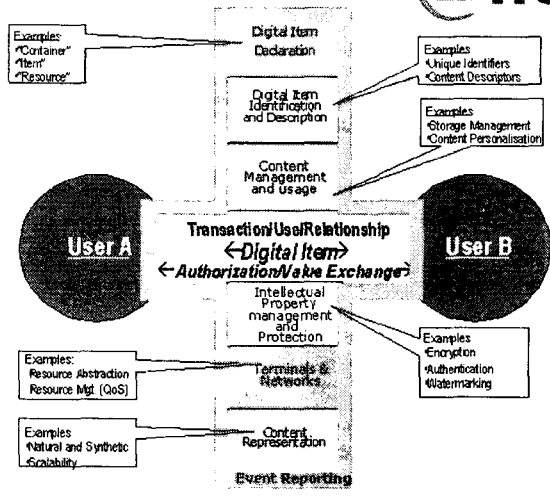 Examples
•"Container"
•"Item"
•"Resource"
Digital Item
Declaration
Examples
•Unique Identifiers
•Content Descriptors
Digital Item
Identification
and Description
Examples
•Storage Management
•Content Personalisation
Content
Management
and usage
User A
Transaction/Use/Relationship
←Digital Item→
←Authorization/Value Exchange→
User B
Intellectual
Property
management
and
Protection
Examples
•Encryption
•Authentication
•Watermarking
Examples:
Resource Abstraction
Resource Mgt. (QoS)
Terminals &
Networks
Examples
•Natural and Synthetic
•Scalability
Content
Representation
Event Reporting